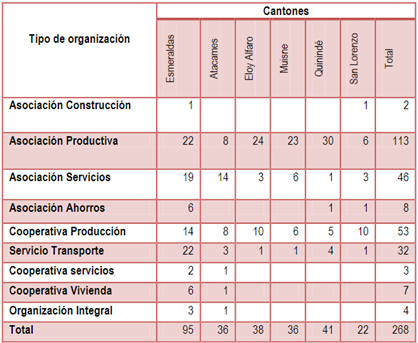 Tipo de organización Cantones
Esmeraldas Atacames Eloy Alfaro Muisne Quinindé San Lorenzo Total
Asociación Construcción 1 1 2
Asociación Productiva 22 8 24 23 30 6 113
Asociación Servicios 19 14 3 6 1 3 46
Asociación Ahorros 6 1 1 8
Cooperativa Producción 14 8 10 6 5 10 53
Servicio Transporte 22 3 1 1 4 1 32
Cooperativa servicios 2 1 3
Cooperativa Vivienda 6 1 7
Organización Integral 3 1 4
Total 95 36 38 36 41 22 268